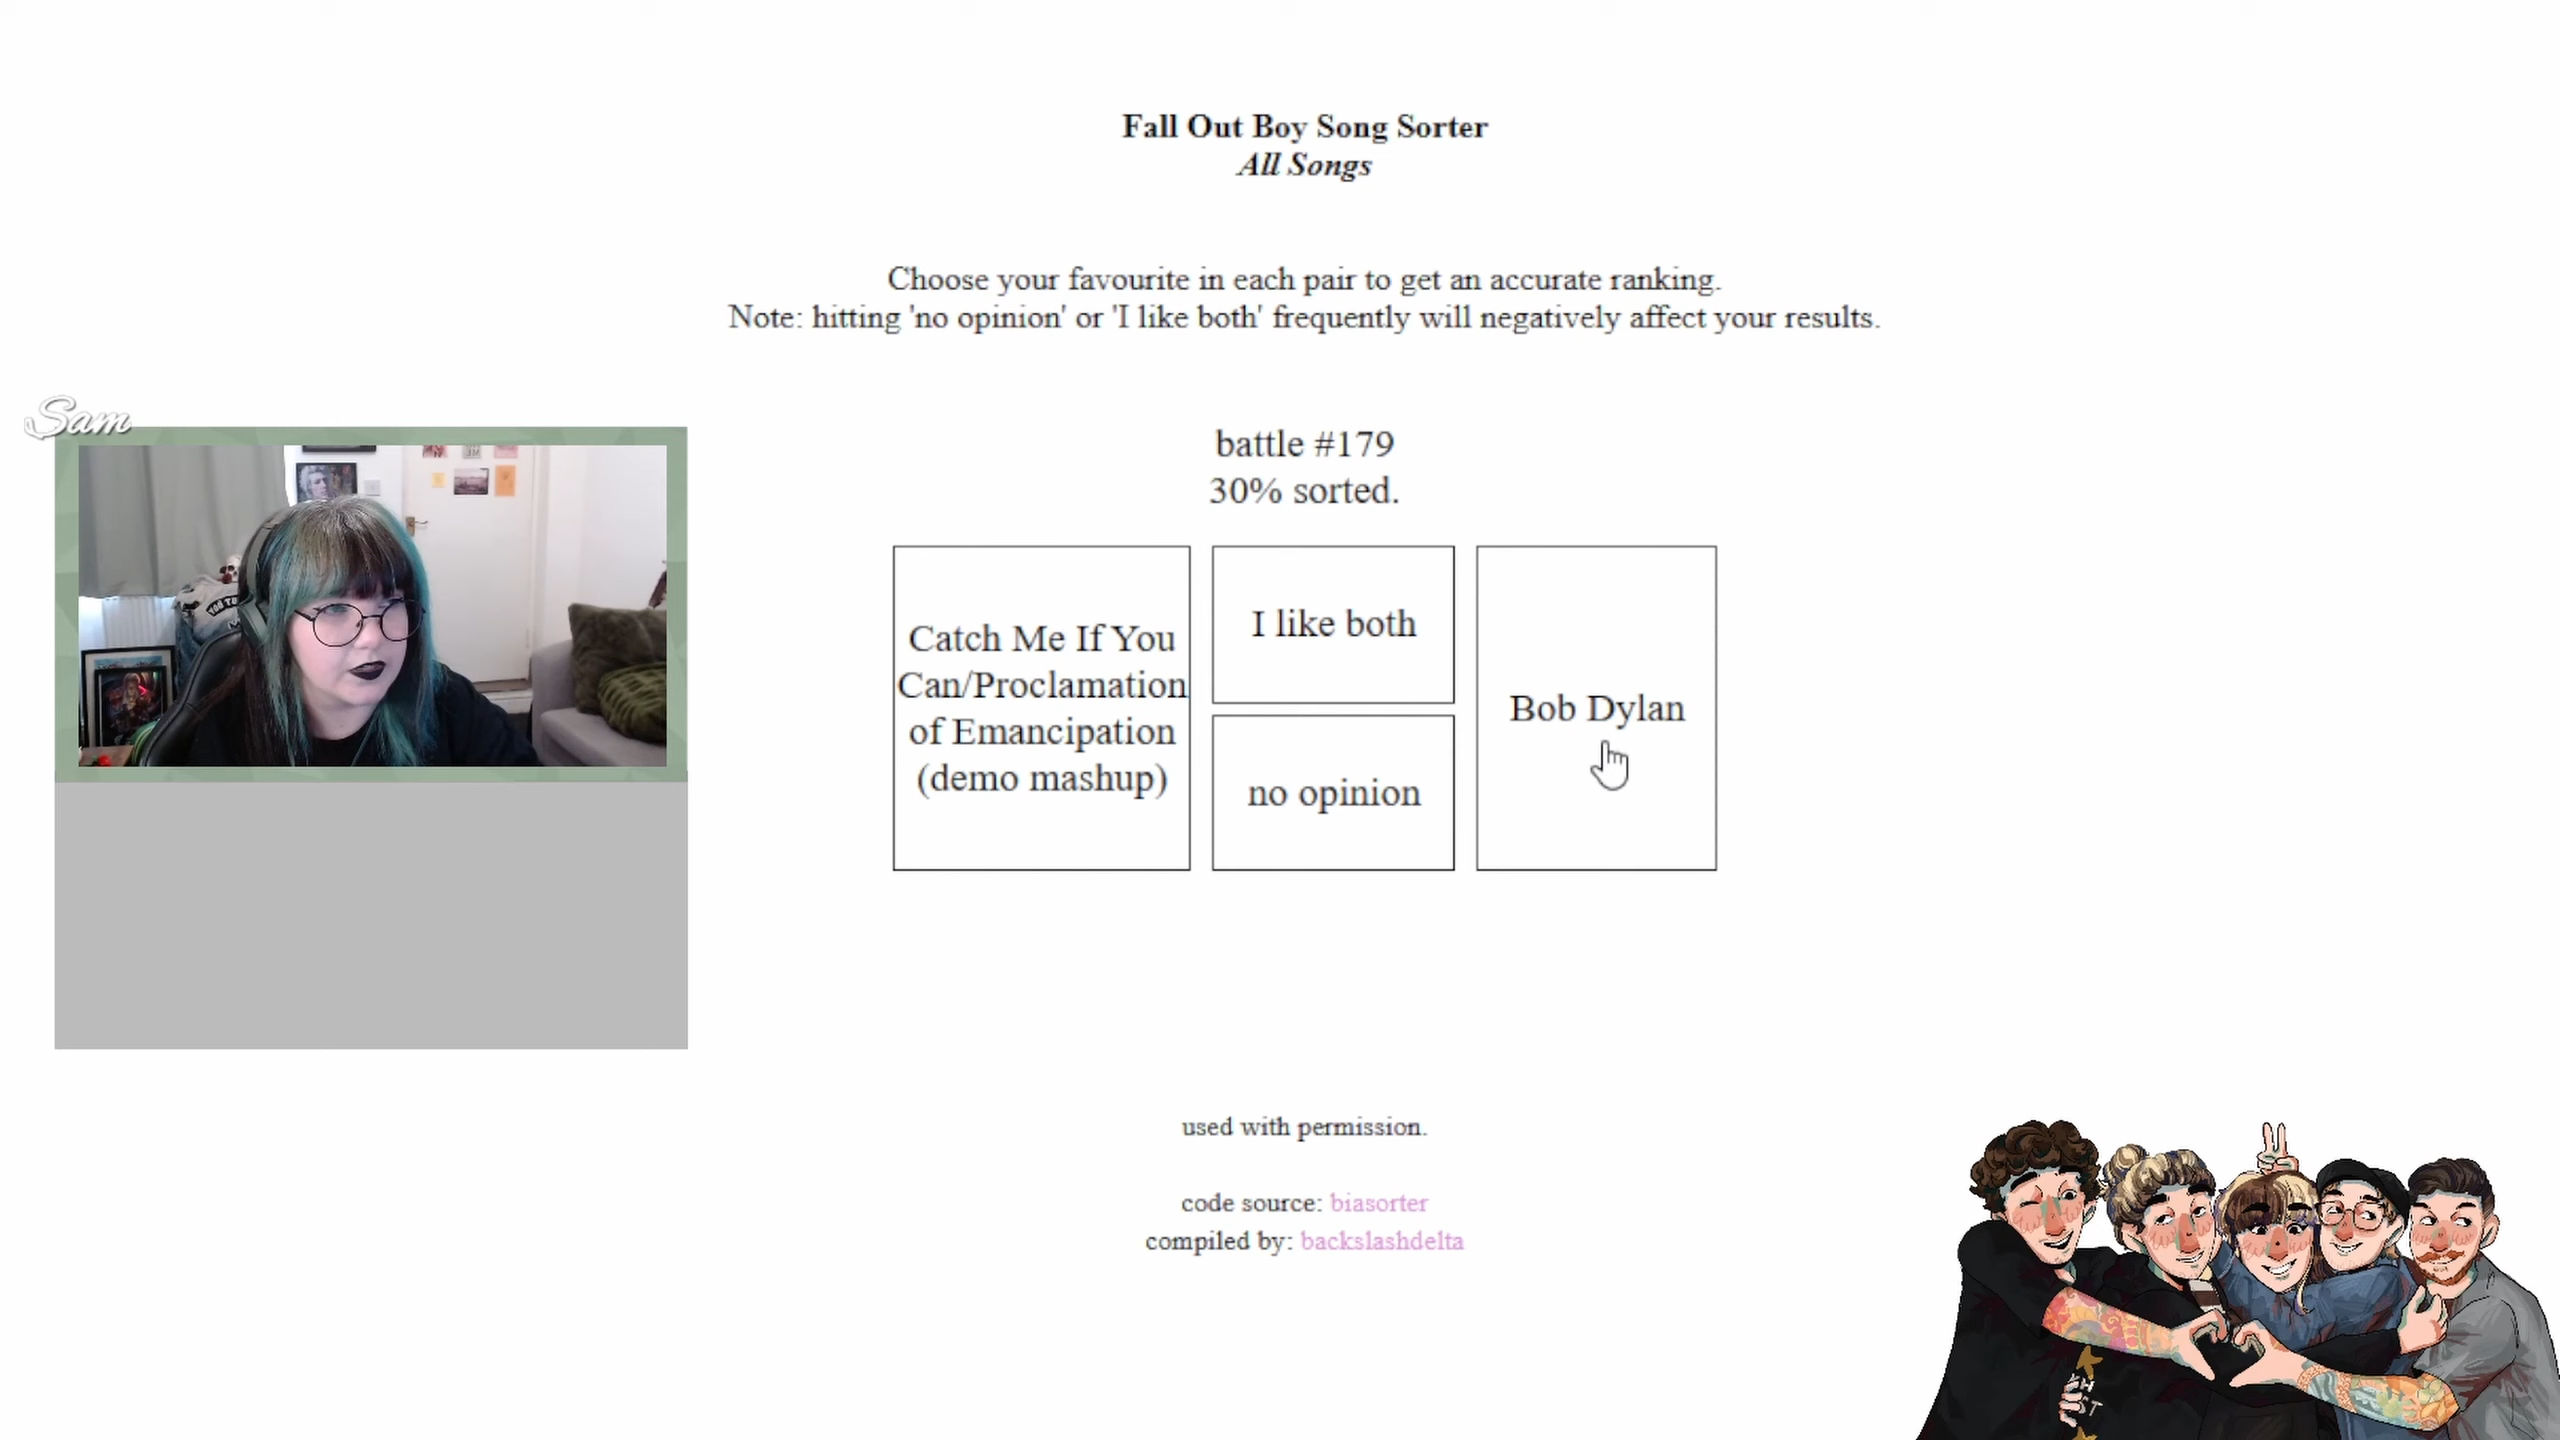 Fall Out Boy Song Sorter
All Songs
Choose your favourite in each pair to get an accurate ranking.
Note: hitting 'no opinion' or 'I like both' frequently will negatively affect your results.
Sam
battle #179
30% sorted.
Catch Me If You
Can/Proclamation
of Emancipation
(demo mashup)
I like both
no opinion
Bob Dylan
used with permission.
code source: biasorter
compiled by: backslashdelta